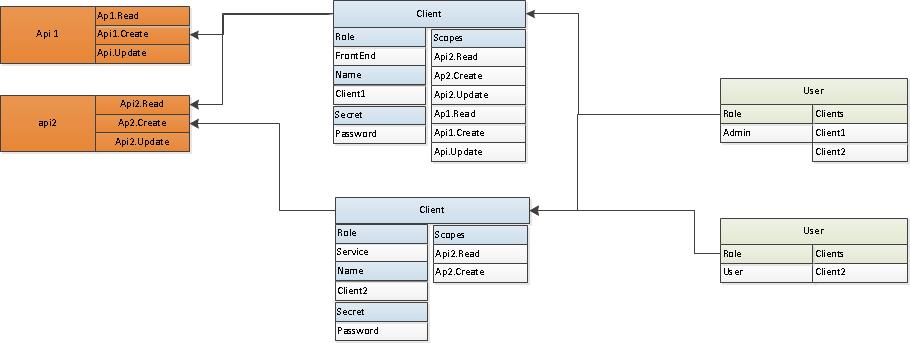 Api 1
Ap1.Read
Api1.Create
Api.Update
api2
Api2.Read
Ap2.Create
Api2.Update
Client
Role
FrontEnd
Name
Client1
Secret
Password
Scopes
Api2.Read
Ap2.Create
Api2.Update
Ap1.Read
Api1.Create
Api.Update
Client
Role
Service
Name
Client2
Secret
Password
Scopes
Api2.Read
Ap2.Create
User
Role
Clients
Admin
Client1
Client2
User
Role
Clients
User
Client2